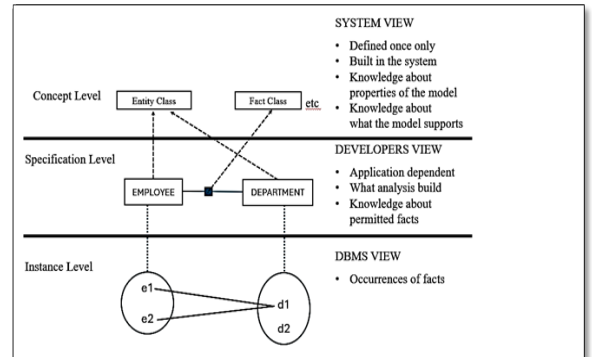 SYSTEM VIEW
• Defined once only
• Built in the system
• Knowledge about
properties of the model
• Knowledge about
what the model supports
Concept Level
Entity Class
Fact Class
etc
Specification Level
DEVELOPERS VIEW
• Application dependent
• What analysis build
• Knowledge about
permitted facts
EMPLOYEE
DEPARTMENT
Instance Level
DBMS VIEW
• Occurrences of facts
e1
e2
d1
d2